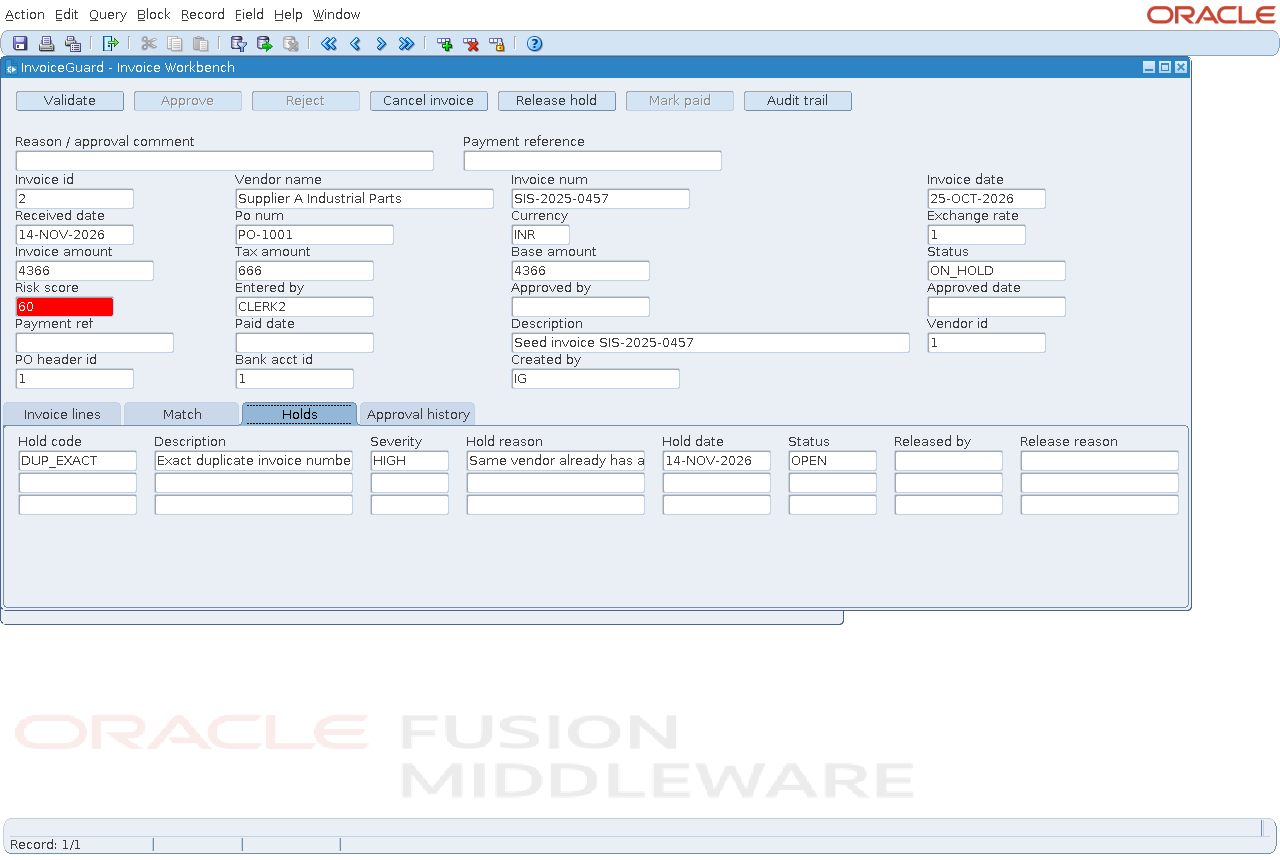 Action Edit Query Block Record Field Help Window
ORACLE
InvoiceGuard - Invoice Workbench
Validate Approve Reject Cancel invoice Release hold Mark paid Audit trail
Reason / approval comment Payment reference
Invoice id Vendor name Invoice num Invoice date
2 Supplier A Industrial Parts SIS-2025-0457 25-OCT-2026
Received date Po num Currency Exchange rate
14-NOV-2026 PO-1001 INR 1
Invoice amount Tax amount Base amount Status
4366 666 4366 ON_HOLD
Risk score Entered by Approved by Approved date
60 CLERK2
Payment ref Paid date Description Vendor id
Seed invoice SIS-2025-0457 1
PO header id Bank acct id Created by
1 1 IG
Invoice lines Match Holds Approval history
Hold code Description Severity Hold reason Hold date Status Released by Release reason
DUP_EXACT Exact duplicate invoice numbe HIGH Same vendor already has a 14-NOV-2026 OPEN
ORACLE FUSION
MIDDLEWARE
Record: 1/1